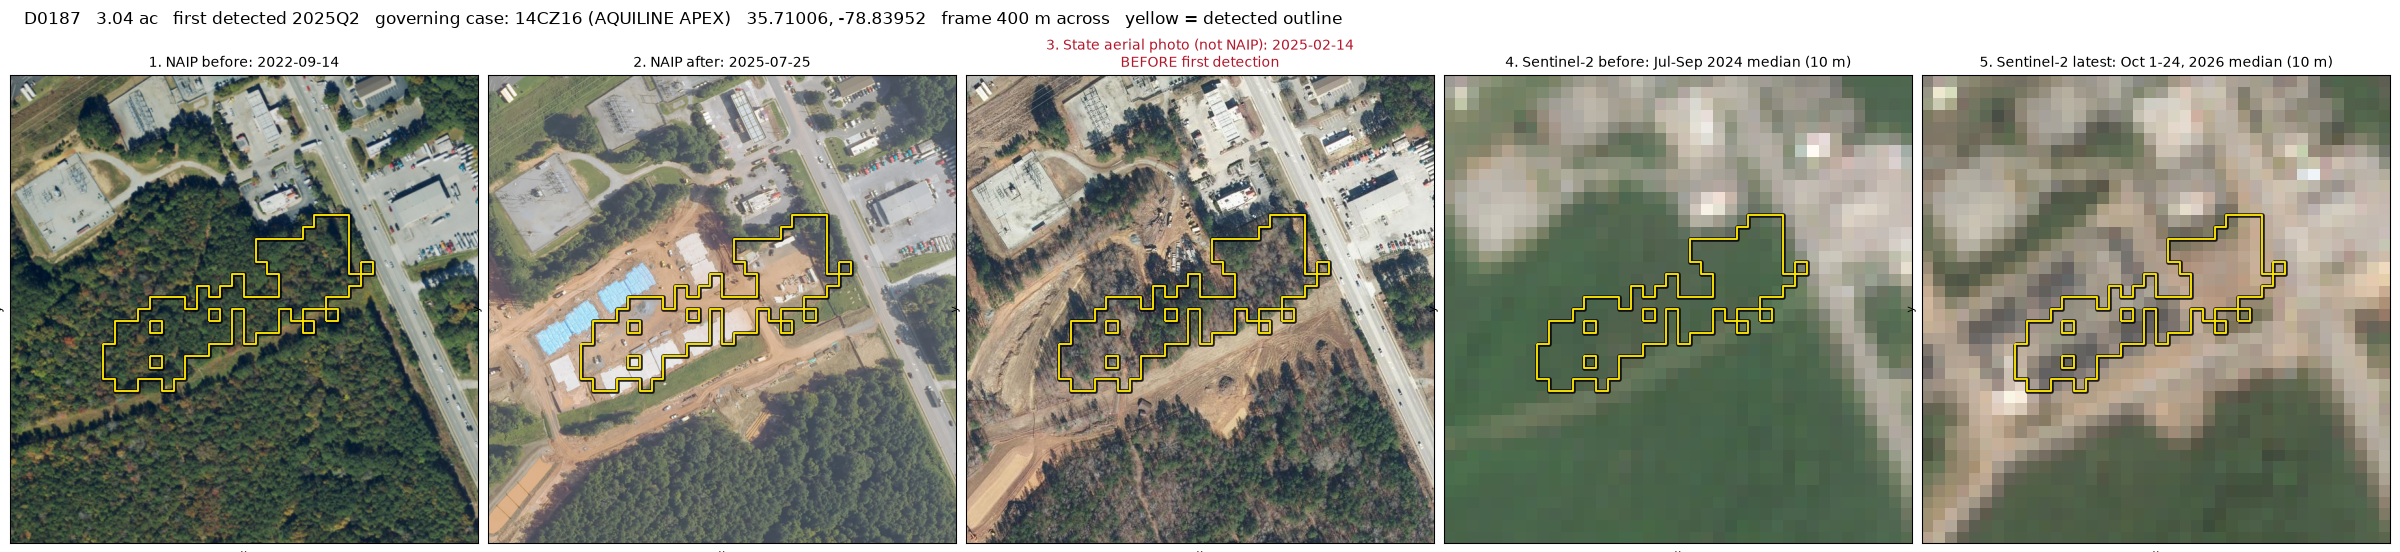 D0187   3.04 ac   first detected 2025Q2   governing case: 14CZ16 (AQUILINE APEX)   35.71006, -78.83952   frame 400 m across   yellow = detected outline
1. NAIP before: 2022-09-14
2. NAIP after: 2025-07-25
3. State aerial photo (not NAIP): 2025-02-14
BEFORE first detection
4. Sentinel-2 before: Jul-Sep 2024 median (10 m)
5. Sentinel-2 latest: Oct 1-24, 2026 median (10 m)